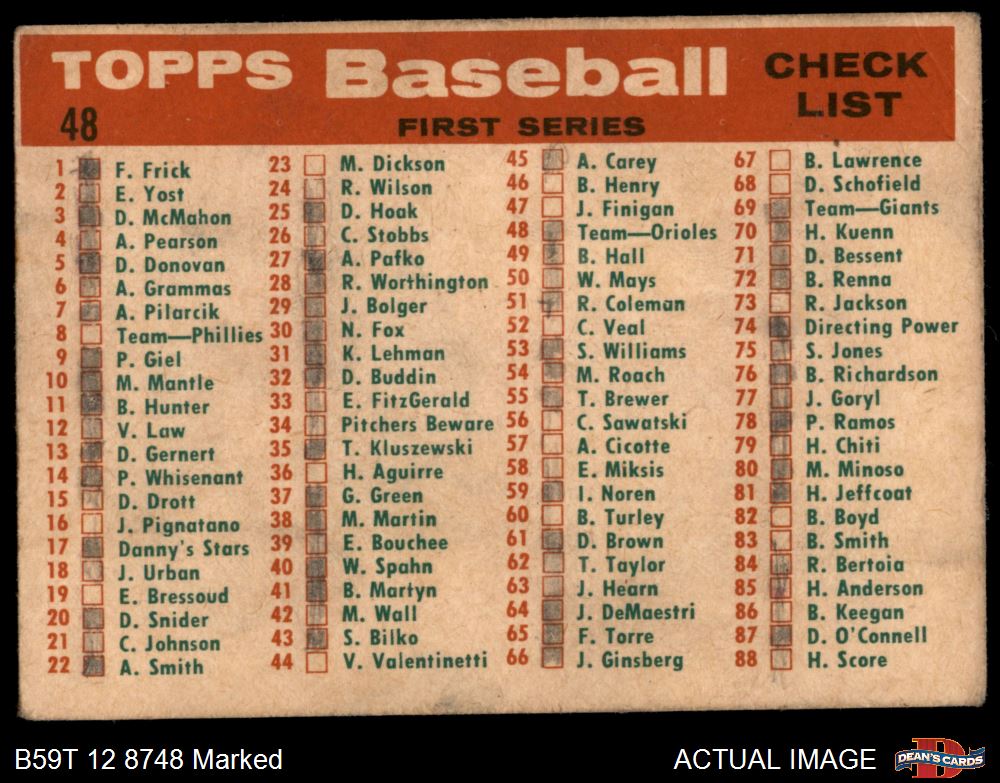 TOPPS Baseball CHECK LIST
48 FIRST SERIES
1 F. Frick
2 E. Yost
3 D. McMahon
4 A. Pearson
5 D. Donovan
6 A. Grammas
7 A. Pilarcik
8 Team—Phillies
9 P. Giel
10 M. Mantle
11 B. Hunter
12 V. Law
13 D. Gernert
14 P. Whisenant
15 D. Drott
16 J. Pignatano
17 Danny's Stars
18 J. Urban
19 E. Bressoud
20 D. Snider
21 C. Johnson
22 A. Smith
23 M. Dickson
24 R. Wilson
25 D. Hoak
26 C. Stobbs
27 A. Pafko
28 R. Worthington
29 J. Bolger
30 N. Fox
31 K. Lehman
32 D. Buddin
33 E. FitzGerald
34 Pitchers Beware
35 T. Kluszewski
36 H. Aguirre
37 G. Green
38 M. Martin
39 E. Bouchee
40 W. Spahn
41 B. Martyn
42 M. Wall
43 S. Bilko
44 V. Valentinetti
45 A. Carey
46 B. Henry
47 J. Finigan
48 Team—Orioles
49 B. Hall
50 W. Mays
51 R. Coleman
52 C. Veal
53 S. Williams
54 M. Roach
55 T. Brewer
56 C. Sawatski
57 A. Cicotte
58 E. Miksis
59 I. Noren
60 B. Turley
61 D. Brown
62 T. Taylor
63 J. Hearn
64 J. DeMaestri
65 F. Torre
66 J. Ginsberg
67 B. Lawrence
68 D. Schofield
69 Team—Giants
70 H. Kuenn
71 D. Bessent
72 B. Renna
73 R. Jackson
74 Directing Power
75 S. Jones
76 B. Richardson
77 J. Goryl
78 P. Ramos
79 H. Chiti
80 M. Minoso
81 H. Jeffcoat
82 B. Boyd
83 B. Smith
84 R. Bertoia
85 H. Anderson
86 B. Keegan
87 D. O'Connell
88 H. Score
B59T 12 8748 Marked
ACTUAL IMAGE
D
DEAN'S CARDS